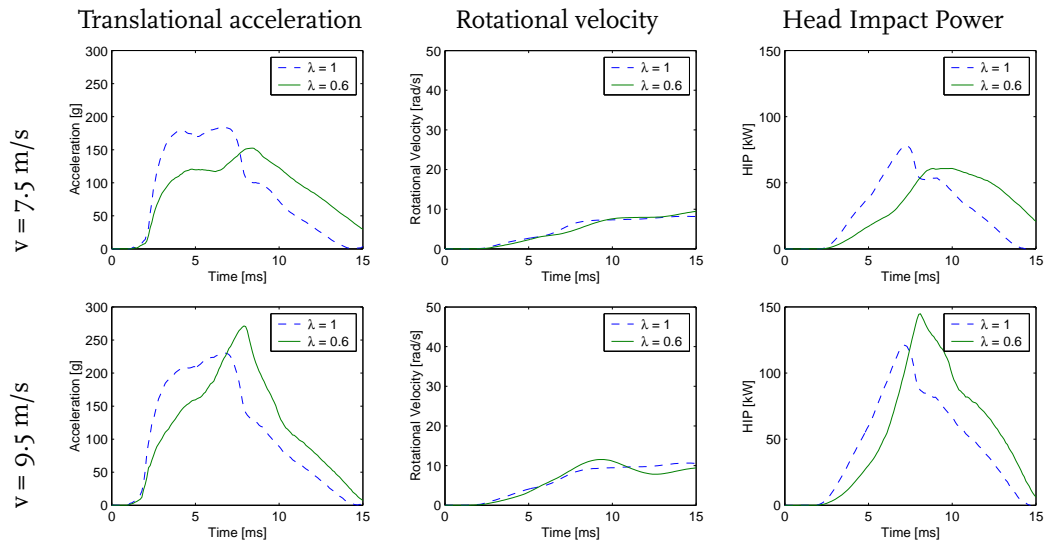 Translational acceleration
Rotational velocity
Head Impact Power
v = 7.5 m/s
Acceleration [g]
300
250
200
150
100
50
0
0 5 10 15
Time [ms]
λ = 1
λ = 0.6
Rotational Velocity [rad/s]
50
40
30
20
10
0
0 5 10 15
Time [ms]
λ = 1
λ = 0.6
HIP [kW]
150
100
50
0
0 5 10 15
Time [ms]
λ = 1
λ = 0.6
v = 9.5 m/s
Acceleration [g]
300
250
200
150
100
50
0
0 5 10 15
Time [ms]
λ = 1
λ = 0.6
Rotational Velocity [rad/s]
50
40
30
20
10
0
0 5 10 15
Time [ms]
λ = 1
λ = 0.6
HIP [kW]
150
100
50
0
0 5 10 15
Time [ms]
λ = 1
λ = 0.6